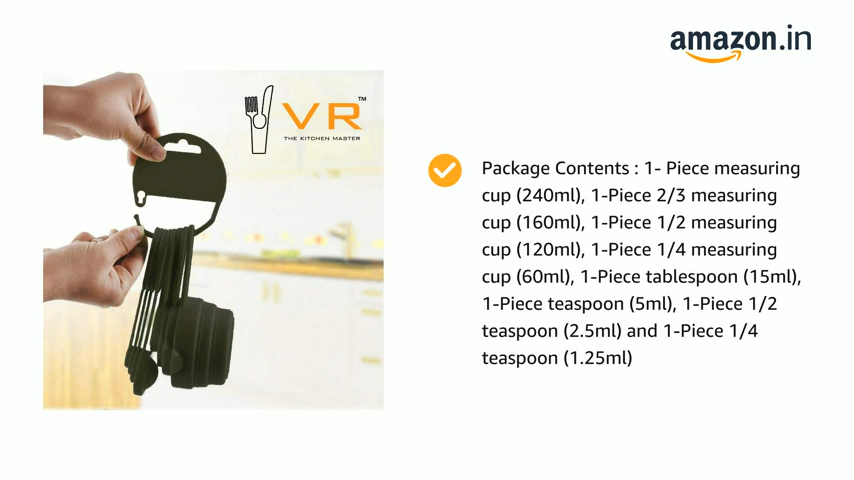 amazon.in
VR™
THE KITCHEN MASTER
Package Contents : 1- Piece measuring
cup (240ml), 1-Piece 2/3 measuring
cup (160ml), 1-Piece 1/2 measuring
cup (120ml), 1-Piece 1/4 measuring
cup (60ml), 1-Piece tablespoon (15ml),
1-Piece teaspoon (5ml), 1-Piece 1/2
teaspoon (2.5ml) and 1-Piece 1/4
teaspoon (1.25ml)